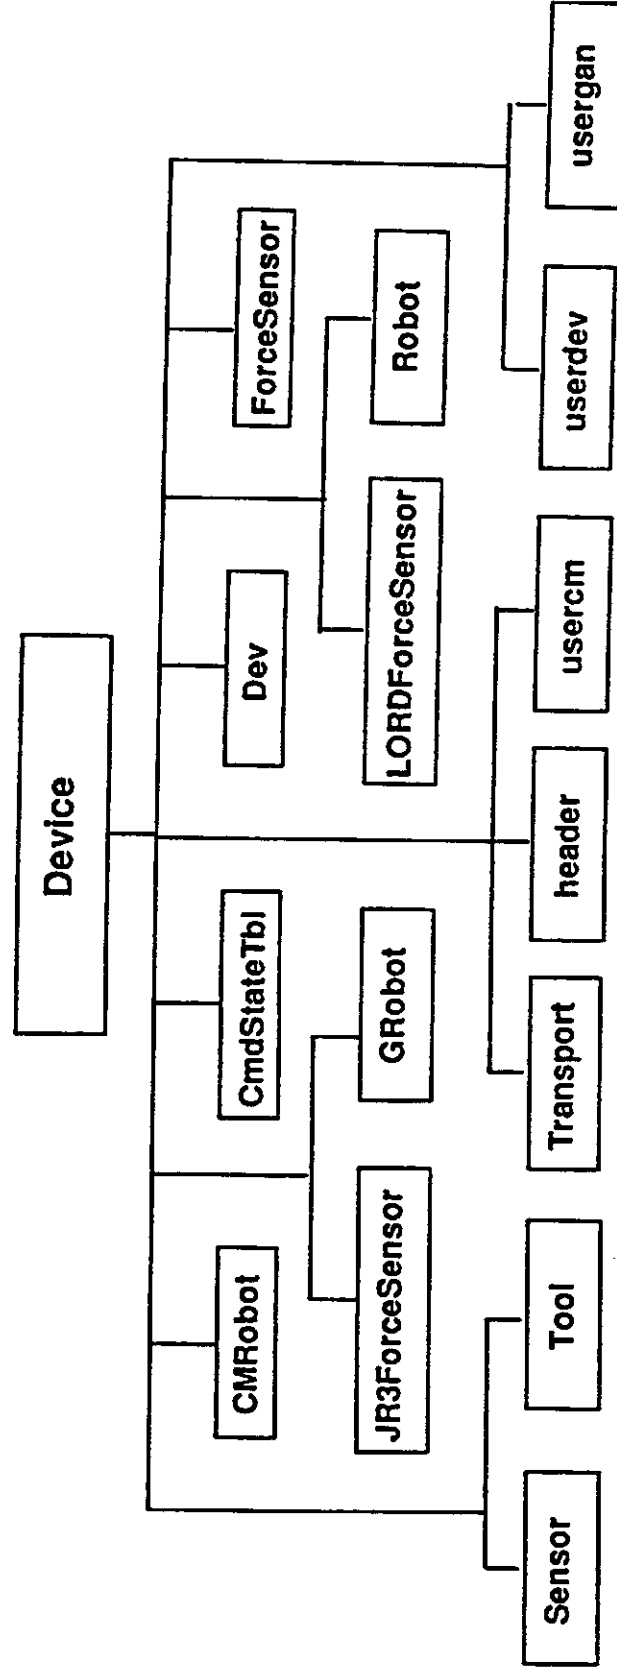 Device
CMRobot
CmdStateTbl
Dev
ForceSensor
JR3ForceSensor
GRobot
LORDForceSensor
Robot
Sensor
Tool
Transport
header
usercm
userdev
usergan